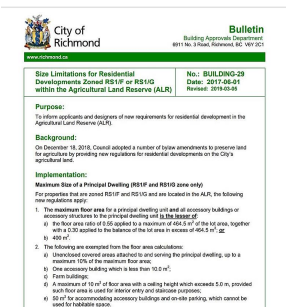 City of
Richmond
Bulletin
Building Approvals Department
6911 No. 3 Road, Richmond, BC V6Y 2C1
www.richmond.ca
Size Limitations for Residential
Developments Zoned RS1/F or RS1/G
within the Agricultural Land Reserve (ALR)
No.: BUILDING-29
Date: 2017-06-01
Revised: 2019-03-05
Purpose:
To inform applicants and designers of new requirements for residential development in the
Agricultural Land Reserve (ALR).
Background:
On December 18, 2018, Council adopted a number of bylaw amendments to preserve land
for agriculture by providing new regulations for residential developments on the City's
agricultural land.
Implementation:
Maximum Size of a Principal Dwelling (RS1/F and RS1/G zone only)
For properties that are zoned RS1/F and RS1/G and are located in the ALR, the following
new regulations apply:
1. The maximum floor area for a principal dwelling unit and all accessory buildings or
accessory structures to the principal dwelling unit is the lesser of:
a) the floor area ratio of 0.55 applied to a maximum of 464.5 m² of the lot area, together
with a 0.30 applied to the balance of the lot area in excess of 464.5 m²; or
b) 400 m².
2. The following are exempted from the floor area calculations:
a) Unenclosed covered areas attached to and serving the principal dwelling, up to a
maximum 10% of the maximum floor area;
b) One accessory building which is less than 10.0 m²;
c) Farm buildings;
d) A maximum of 10 m² of floor area with a ceiling height which exceeds 5.0 m, provided
such floor area is used for interior entry and staircase purposes;
e) 50 m² for accommodating accessory buildings and on-site parking, which cannot be
used for habitable space.